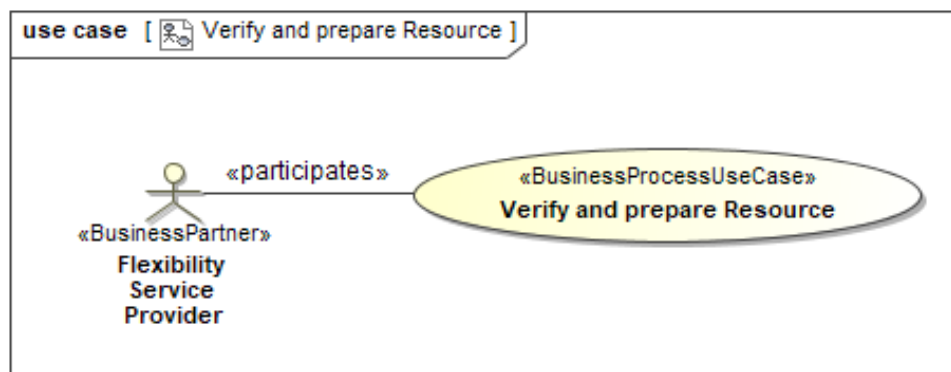 use case [ Verify and prepare Resource ]
«participates»
«BusinessProcessUseCase»
Verify and prepare Resource
«BusinessPartner»
Flexibility
Service
Provider